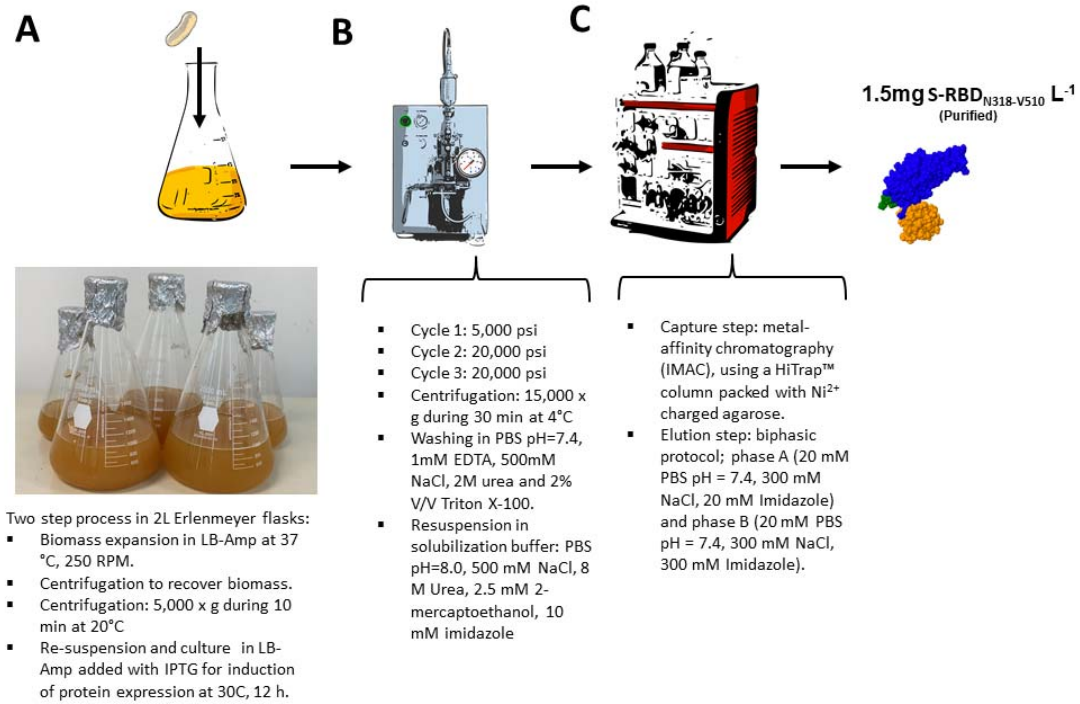 A
B
C
1.5mg S-RBD N318-V510 L-1
(Purified)
Two step process in 2L Erlenmeyer flasks:
▪ Biomass expansion in LB-Amp at 37
°C, 250 RPM.
▪ Centrifugation to recover biomass.
▪ Centrifugation: 5,000 x g during 10
min at 20°C
▪ Re-suspension and culture in LB-
Amp added with IPTG for induction
of protein expression at 30C, 12 h.
▪ Cycle 1: 5,000 psi
▪ Cycle 2: 20,000 psi
▪ Cycle 3: 20,000 psi
▪ Centrifugation: 15,000 x
g during 30 min at 4°C
▪ Washing in PBS pH=7.4,
1mM EDTA, 500mM
NaCl, 2M urea and 2%
V/V Triton X-100.
▪ Resuspension in
solubilization buffer: PBS
pH=8.0, 500 mM NaCl, 8
M Urea, 2.5 mM 2-
mercaptoethanol, 10
mM imidazole
▪ Capture step: metal-
affinity chromatography
(IMAC), using a HiTrap™
column packed with Ni2+
charged agarose.
▪ Elution step: biphasic
protocol; phase A (20 mM
PBS pH = 7.4, 300 mM
NaCl, 20 mM Imidazole)
and phase B (20 mM PBS
pH = 7.4, 300 mM NaCl,
300 mM Imidazole).